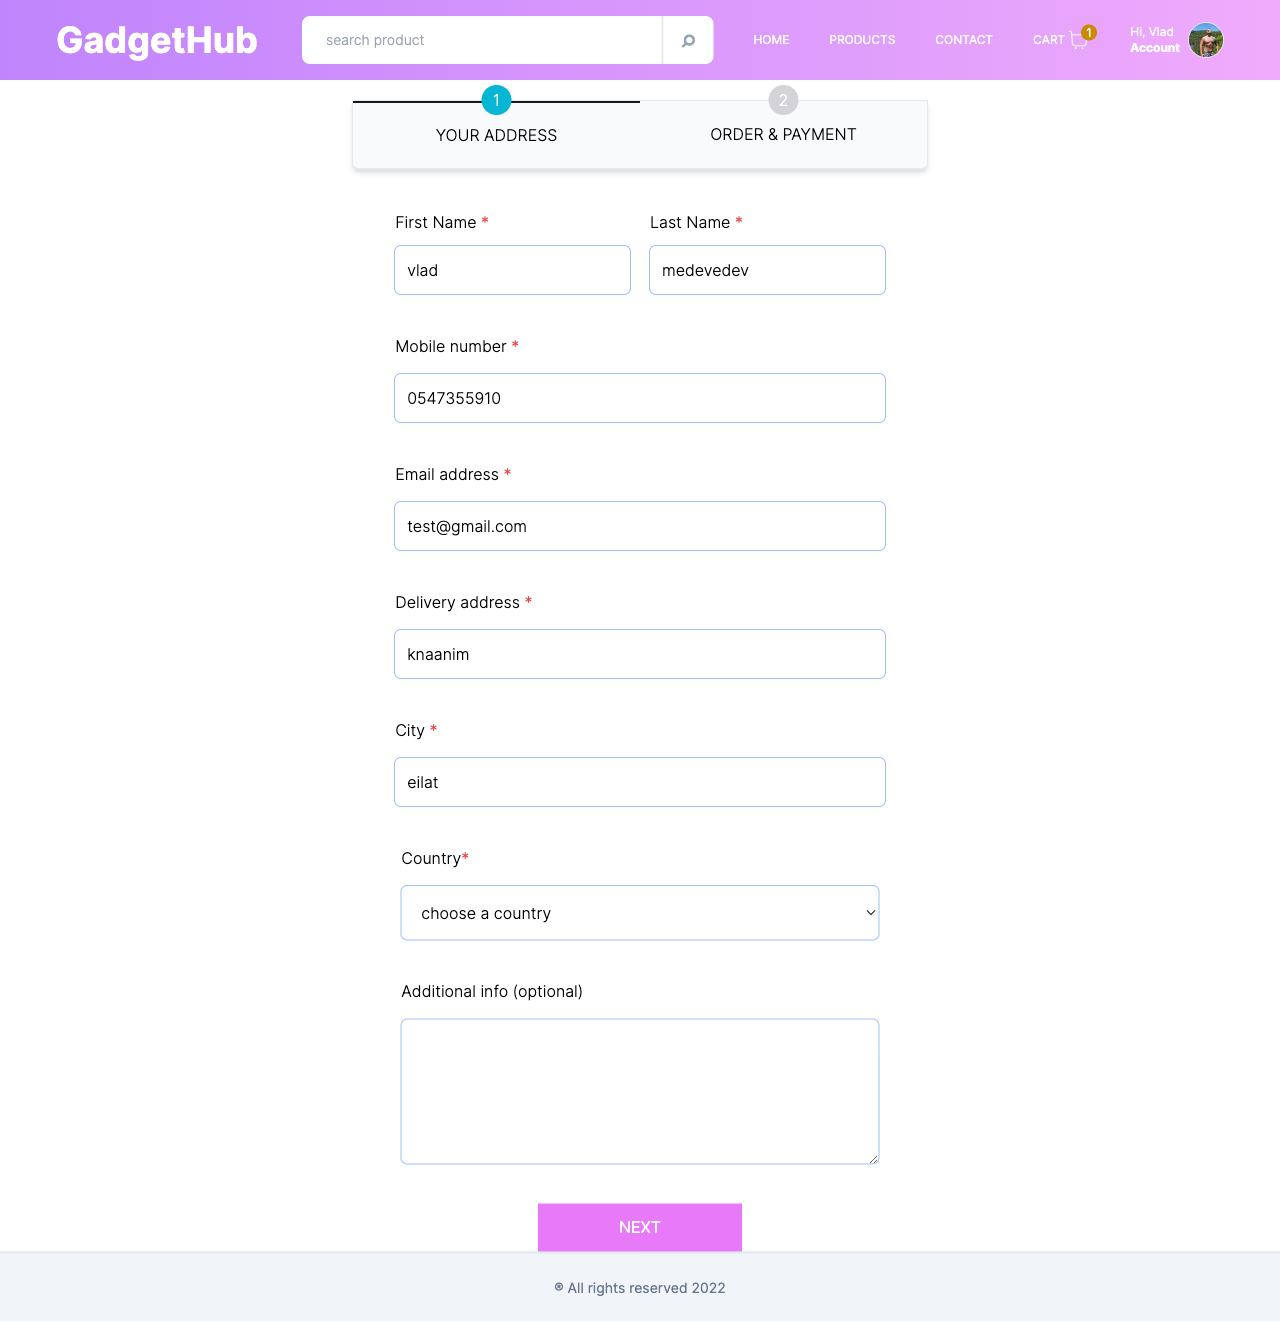 GadgetHub
search product
HOME
PRODUCTS
CONTACT
CART
1
Hi, Vlad
Account
1
YOUR ADDRESS
2
ORDER & PAYMENT
First Name *
Last Name *
vlad
medevedev
Mobile number *
0547355910
Email address *
test@gmail.com
Delivery address *
knaanim
City *
eilat
Country*
choose a country
Additional info (optional)
NEXT
® All rights reserved 2022